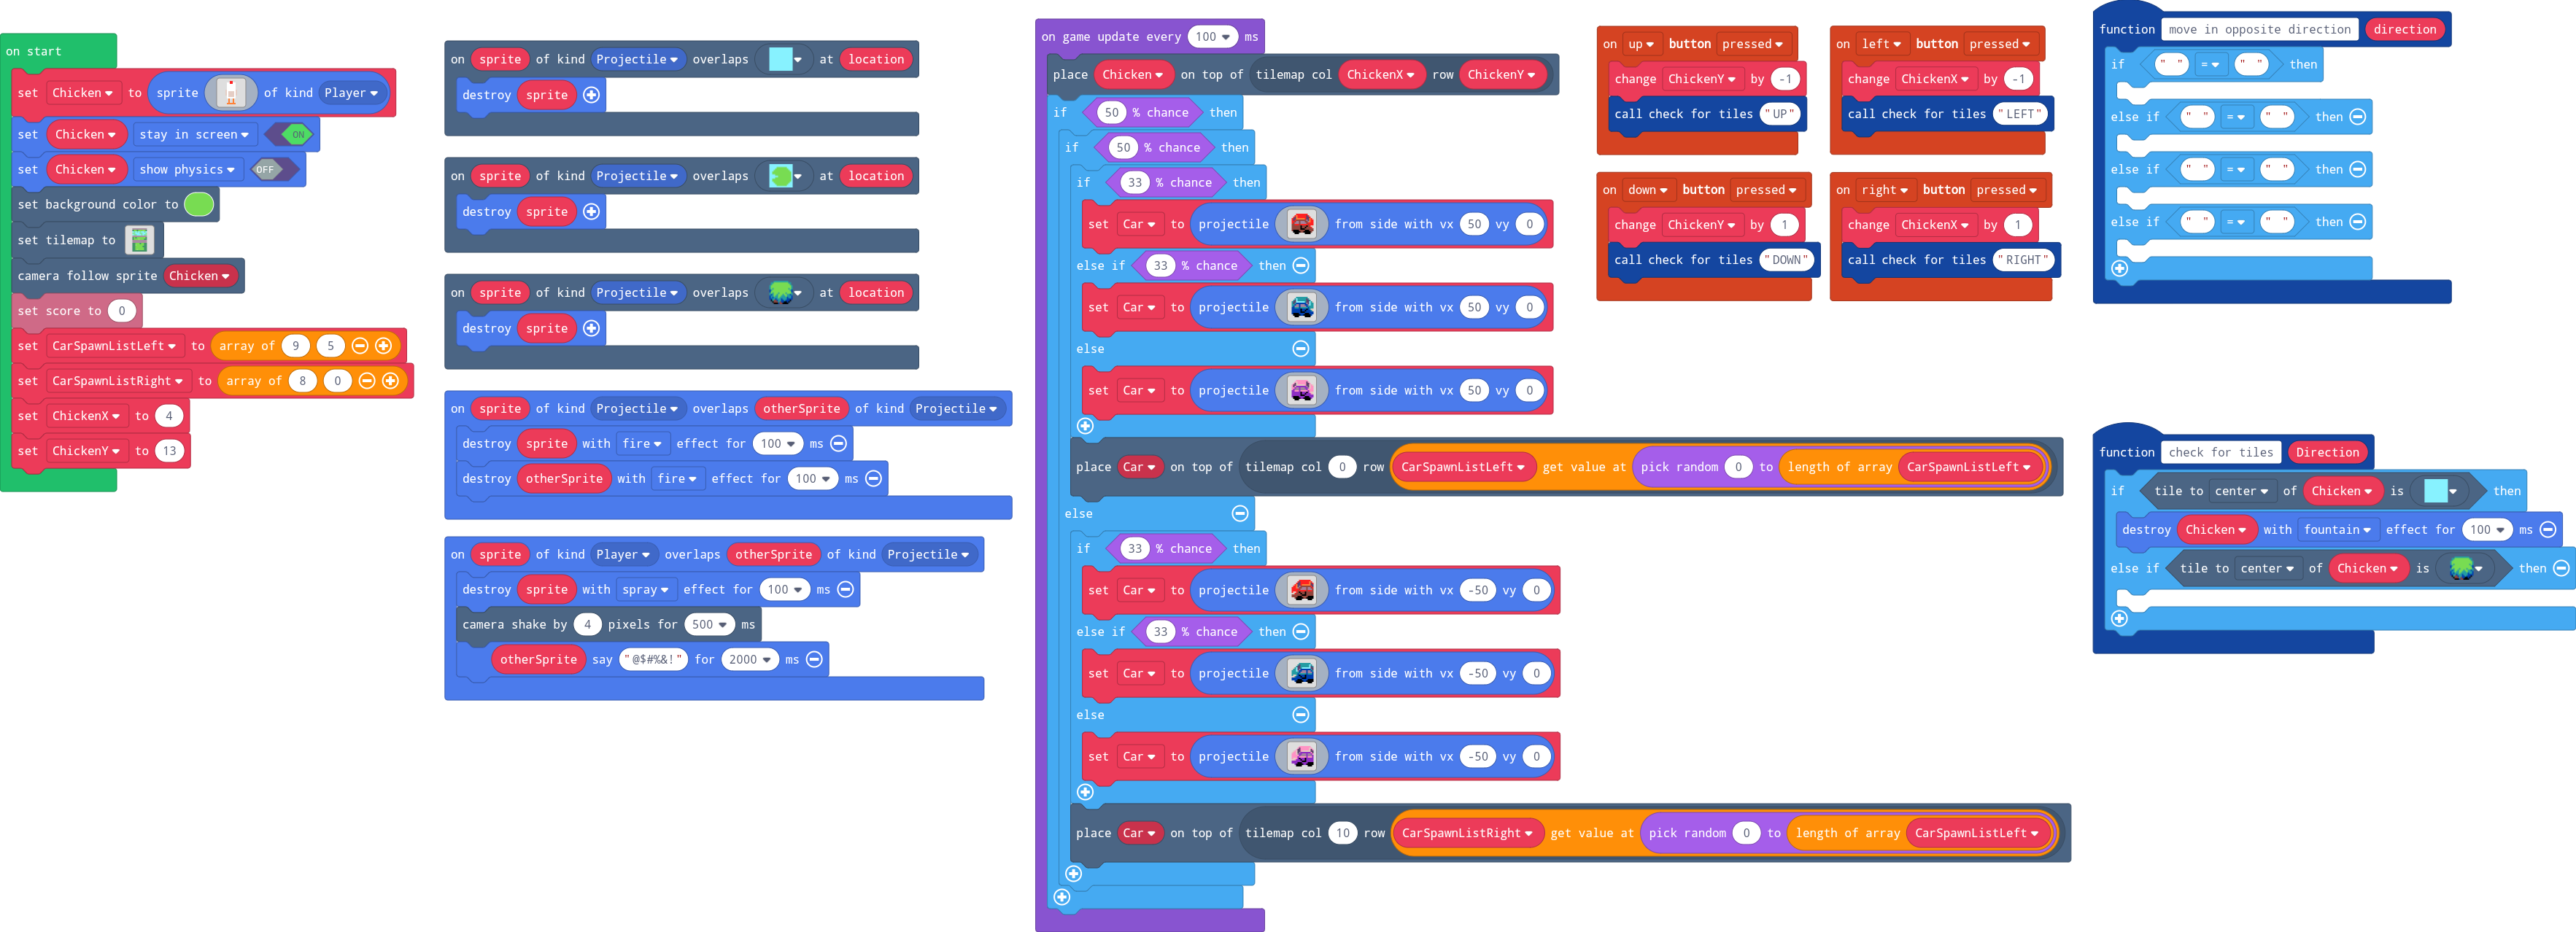 on start
set Chicken to sprite of kind Player
set Chicken stay in screen ON
set Chicken show physics OFF
set background color to
set tilemap to
camera follow sprite Chicken
set score to 0
set CarSpawnListLeft to array of 9 5
set CarSpawnListRight to array of 8 0
set ChickenX to 4
set ChickenY to 13
on sprite of kind Projectile overlaps at location
destroy sprite
on sprite of kind Projectile overlaps at location
destroy sprite
on sprite of kind Projectile overlaps at location
destroy sprite
on sprite of kind Projectile overlaps otherSprite of kind Projectile
destroy sprite with fire effect for 100 ms
destroy otherSprite with fire effect for 100 ms
on sprite of kind Player overlaps otherSprite of kind Projectile
destroy sprite with spray effect for 100 ms
camera shake by 4 pixels for 500 ms
otherSprite say "@$#%&!" for 2000 ms
on game update every 100 ms
place Chicken on top of tilemap col ChickenX row ChickenY
if 50 % chance then
if 50 % chance then
if 33 % chance then
set Car to projectile from side with vx 50 vy 0
else if 33 % chance then
set Car to projectile from side with vx 50 vy 0
else
set Car to projectile from side with vx 50 vy 0
place Car on top of tilemap col 0 row CarSpawnListLeft get value at pick random 0 to length of array CarSpawnListLeft
else
if 33 % chance then
set Car to projectile from side with vx -50 vy 0
else if 33 % chance then
set Car to projectile from side with vx -50 vy 0
else
set Car to projectile from side with vx -50 vy 0
place Car on top of tilemap col 10 row CarSpawnListRight get value at pick random 0 to length of array CarSpawnListLeft
on up button pressed
change ChickenY by -1
call check for tiles "UP"
on left button pressed
change ChickenX by -1
call check for tiles "LEFT"
on down button pressed
change ChickenY by 1
call check for tiles "DOWN"
on right button pressed
change ChickenX by 1
call check for tiles "RIGHT"
function move in opposite direction direction
if " " = " " then
else if " " = " " then
else if " " = " " then
else if " " = " " then
function check for tiles Direction
if tile to center of Chicken is then
destroy Chicken with fountain effect for 100 ms
else if tile to center of Chicken is then